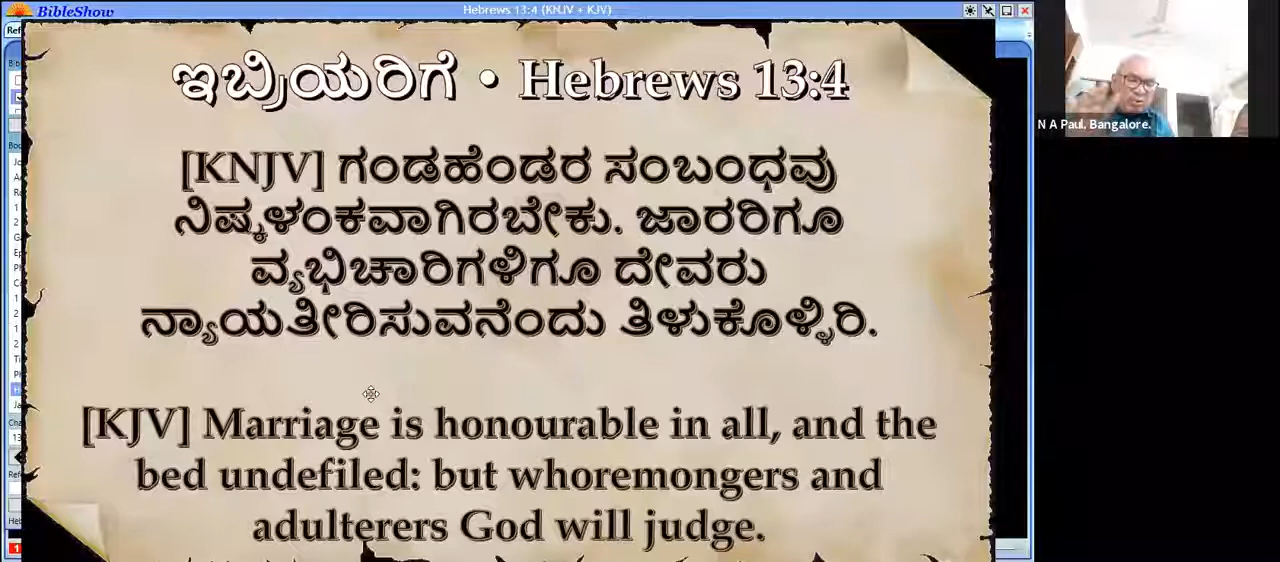 BibleShow
Hebrews 13:4 (KNJV + KJV)
Ref
ಇಬ್ರಿಯರಿಗೆ • Hebrews 13:4
[KNJV] ಗಂಡಹೆಂಡರ ಸಂಬಂಧವು
ನಿಷ್ಕಳಂಕವಾಗಿರಬೇಕು. ಜಾರರಿಗೂ
ವ್ಯಭಿಚಾರಿಗಳಿಗೂ ದೇವರು
ನ್ಯಾಯತೀರಿಸುವನೆಂದು ತಿಳುಕೊಳ್ಳಿರಿ.
[KJV] Marriage is honourable in all, and the
bed undefiled: but whoremongers and
adulterers God will judge.
N A Paul. Bangalore.